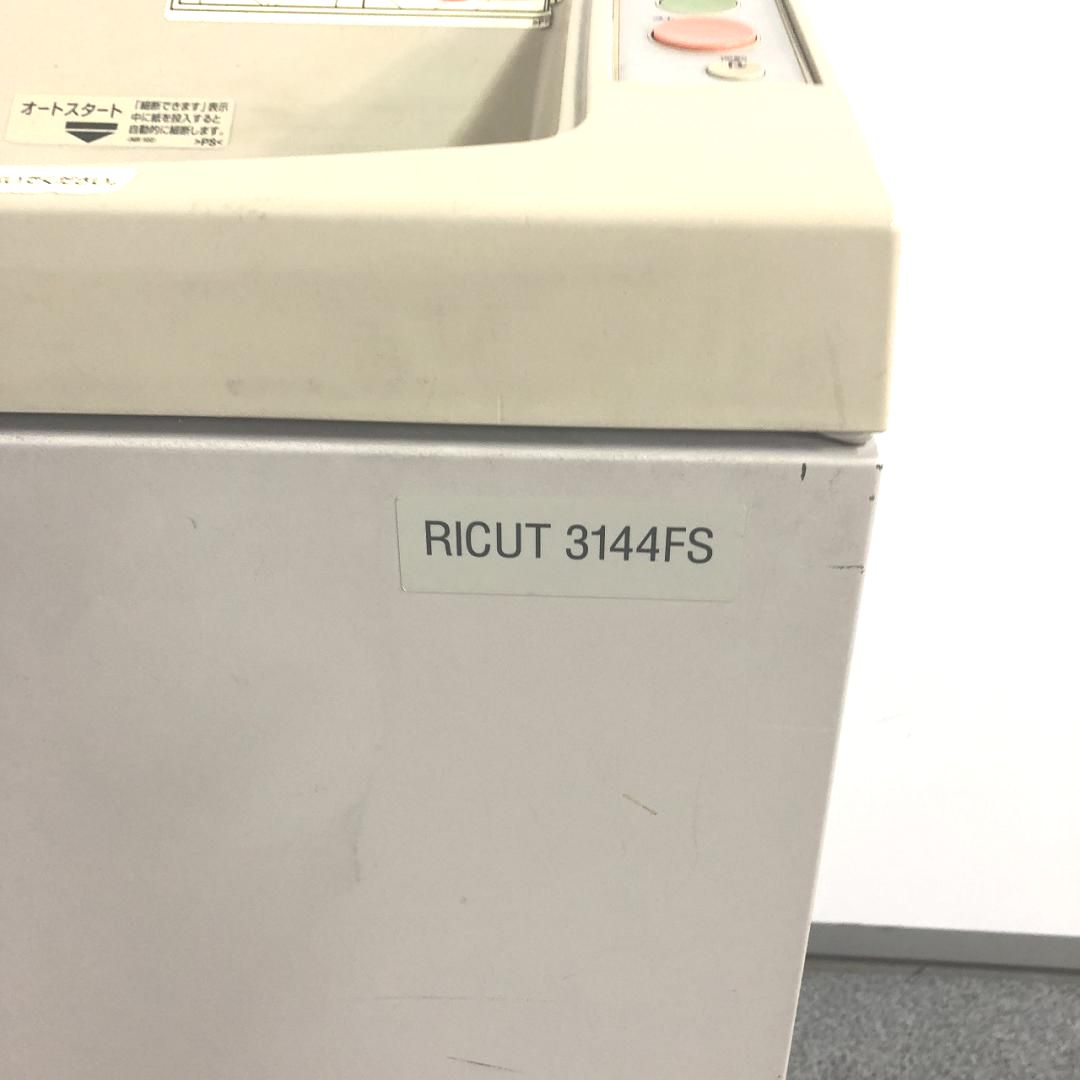 オートスタート
「細断できます」表示
中に紙を投入すると
自動的に細断します。
>PS<
RICUT 3144FS